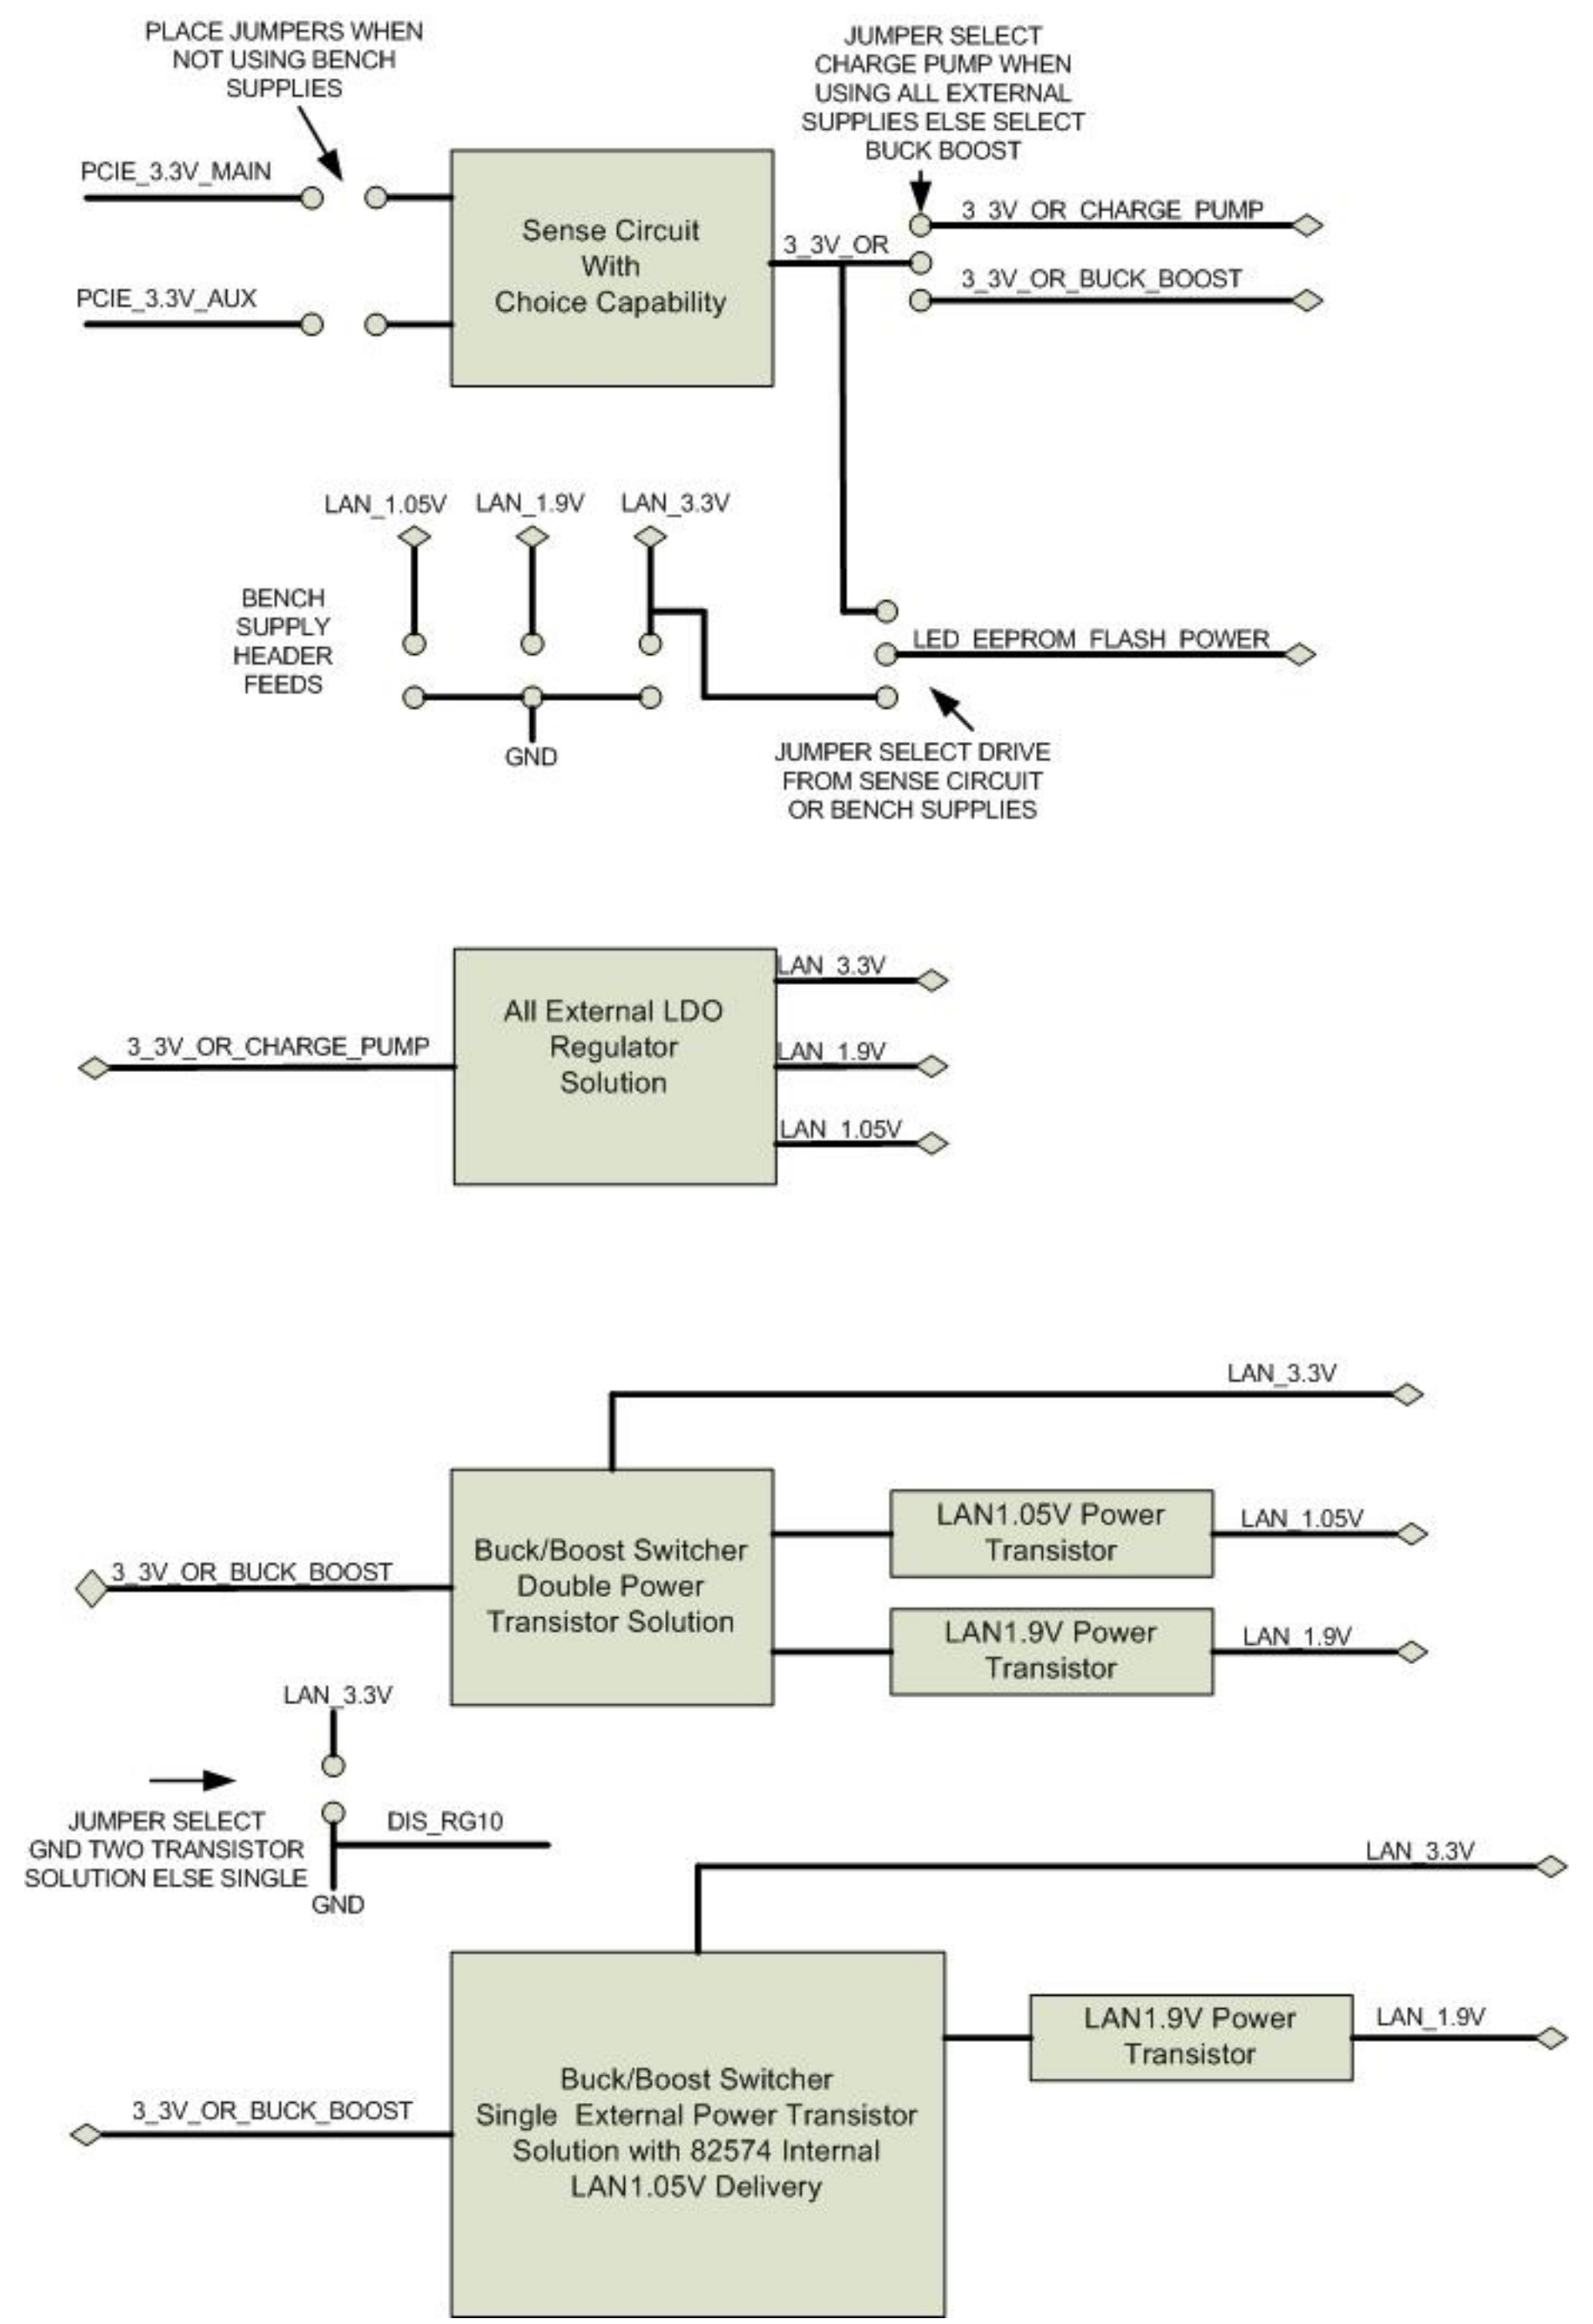 PLACE JUMPERS WHEN
NOT USING BENCH
SUPPLIES
JUMPER SELECT
CHARGE PUMP WHEN
USING ALL EXTERNAL
SUPPLIES ELSE SELECT
BUCK BOOST
PCIE_3.3V_MAIN
PCIE_3.3V_AUX
Sense Circuit
With
Choice Capability
3_3V_OR
3_3V_OR_CHARGE_PUMP
3_3V_OR_BUCK_BOOST
LAN_1.05V
LAN_1.9V
LAN_3.3V
BENCH
SUPPLY
HEADER
FEEDS
GND
LED_EEPROM_FLASH_POWER
JUMPER SELECT DRIVE
FROM SENSE CIRCUIT
OR BENCH SUPPLIES
3_3V_OR_CHARGE_PUMP
All External LDO
Regulator
Solution
LAN_3.3V
LAN_1.9V
LAN_1.05V
LAN_3.3V
3_3V_OR_BUCK_BOOST
Buck/Boost Switcher
Double Power
Transistor Solution
LAN1.05V Power
Transistor
LAN_1.05V
LAN1.9V Power
Transistor
LAN_1.9V
LAN_3.3V
JUMPER SELECT
GND TWO TRANSISTOR
SOLUTION ELSE SINGLE
DIS_RG10
GND
LAN_3.3V
3_3V_OR_BUCK_BOOST
Buck/Boost Switcher
Single External Power Transistor
Solution with 82574 Internal
LAN1.05V Delivery
LAN1.9V Power
Transistor
LAN_1.9V